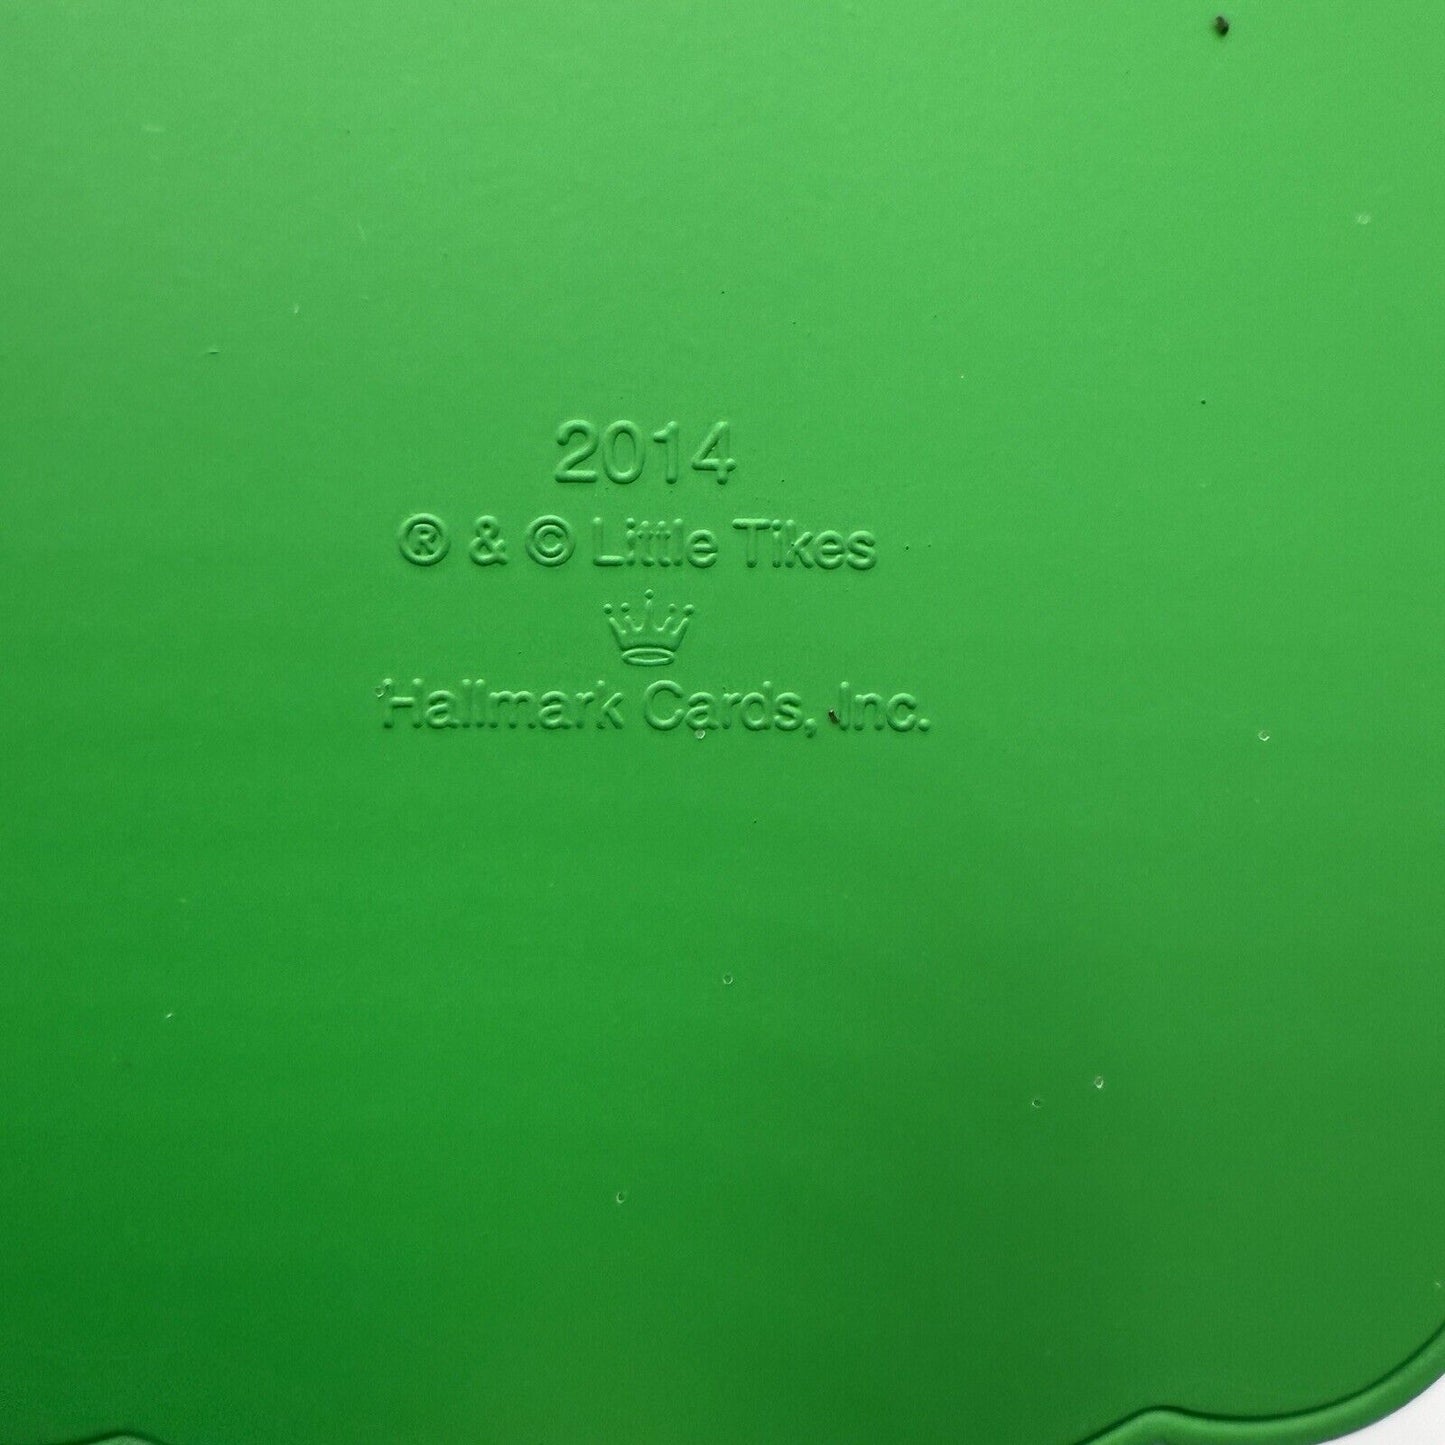 2014
® & © Little Tikes
Hallmark Cards, Inc.